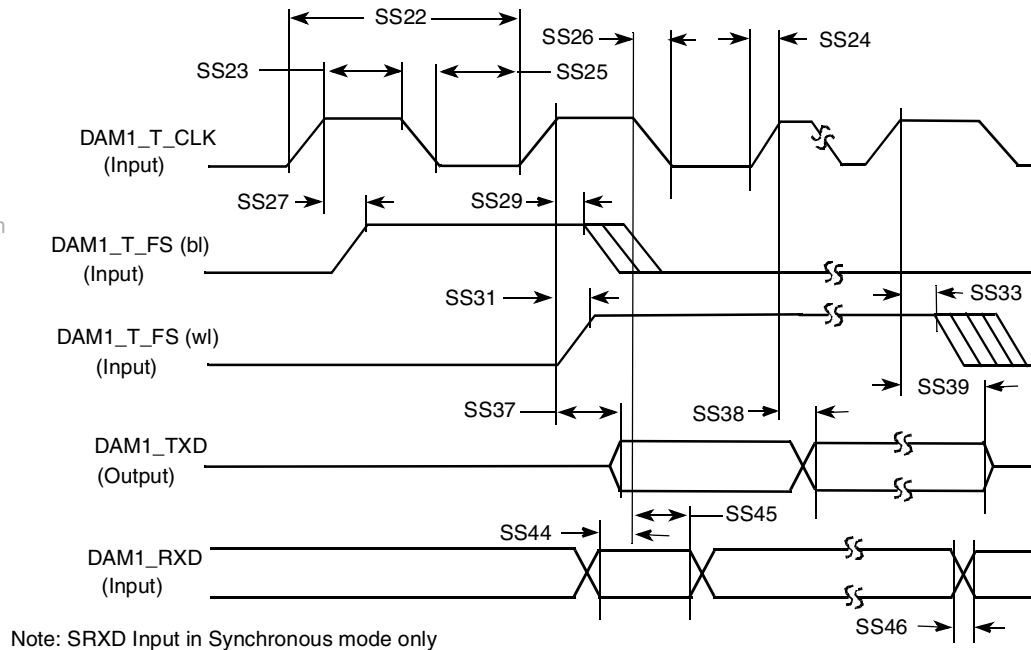 SS22
SS26
SS24
SS23
SS25
DAM1_T_CLK
(Input)
SS27
SS29
n
DAM1_T_FS (bl)
(Input)
SS31
SS33
DAM1_T_FS (wl)
(Input)
SS39
SS37
SS38
DAM1_TXD
(Output)
SS45
SS44
DAM1_RXD
(Input)
SS46
Note: SRXD Input in Synchronous mode only